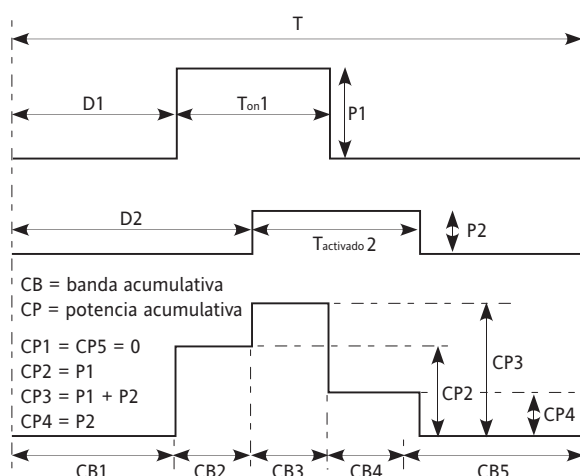 T
D1
Ton1
P1
D2
Tactivado 2
P2
CB = banda acumulativa
CP = potencia acumulativa
CP1 = CP5 = 0
CP2 = P1
CP3 = P1 + P2
CP4 = P2
CP3
CP2
CP4
CB1 CB2 CB3 CB4 CB5